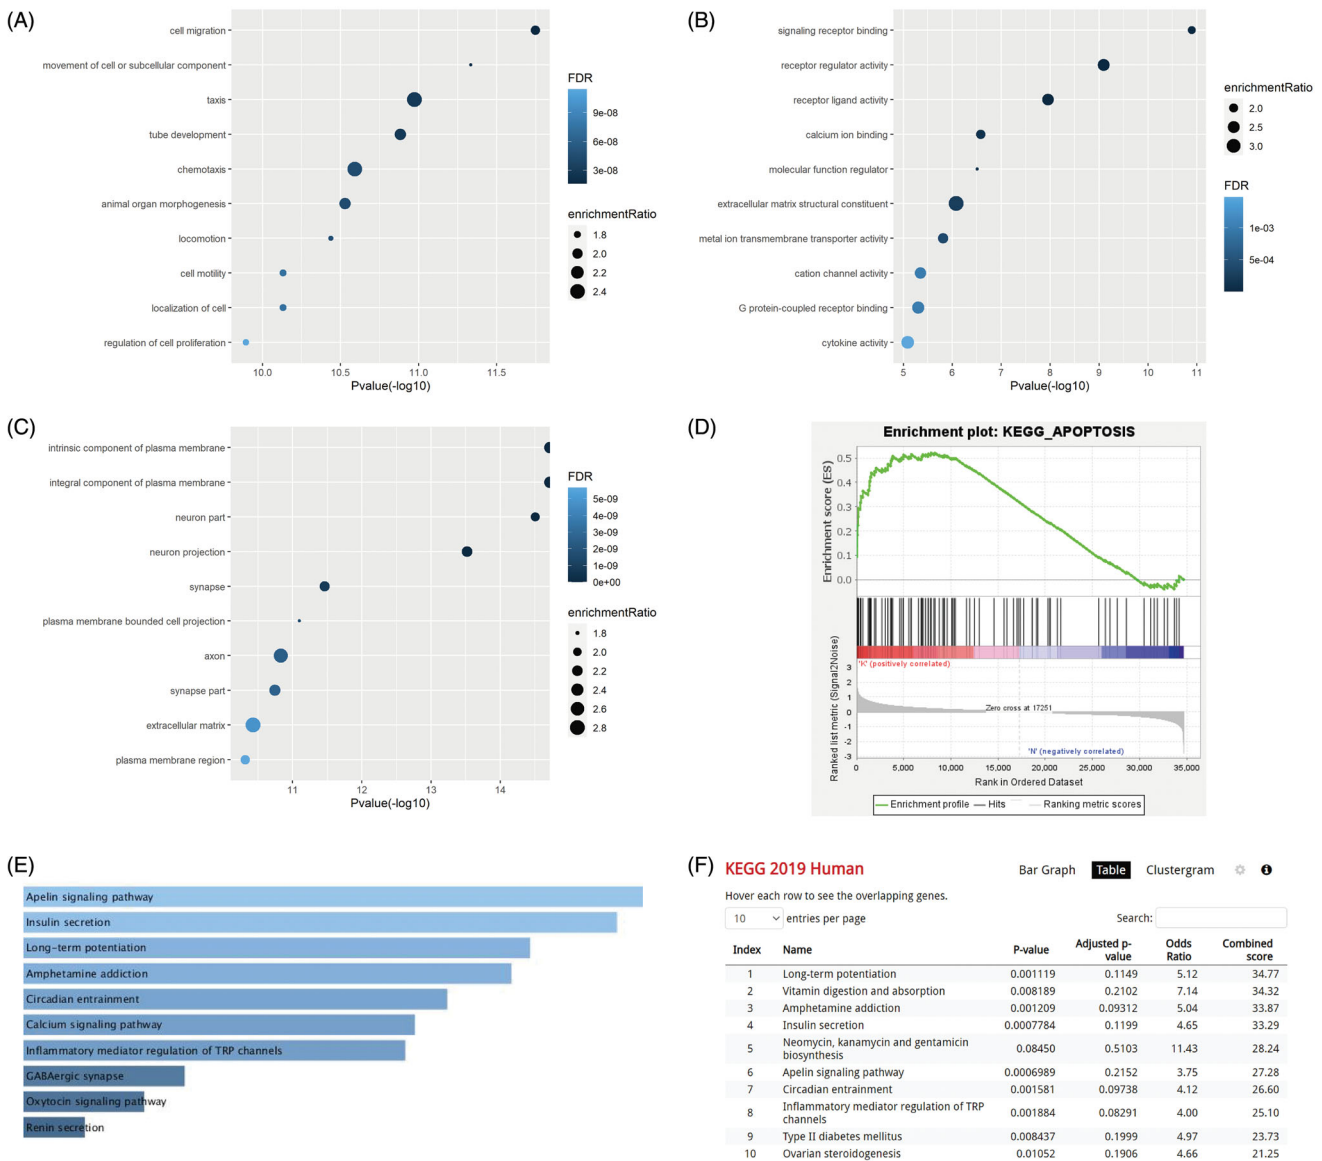 (A)
cell migration
movement of cell or subcellular component
taxis
tube development
chemotaxis
animal organ morphogenesis
locomotion
cell motility
localization of cell
regulation of cell proliferation
10.0 10.5 11.0 11.5
Pvalue(-log10)
FDR
9e-08
6e-08
3e-08
enrichmentRatio
1.8
2.0
2.2
2.4
(B)
signaling receptor binding
receptor regulator activity
receptor ligand activity
calcium ion binding
molecular function regulator
extracellular matrix structural constituent
metal ion transmembrane transporter activity
cation channel activity
G protein-coupled receptor binding
cytokine activity
5 6 7 8 9 10 11
Pvalue(-log10)
enrichmentRatio
2.0
2.5
3.0
FDR
1e-03
5e-04
(C)
intrinsic component of plasma membrane
integral component of plasma membrane
neuron part
neuron projection
synapse
plasma membrane bounded cell projection
axon
synapse part
extracellular matrix
plasma membrane region
11 12 13 14
Pvalue(-log10)
FDR
5e-09
4e-09
3e-09
2e-09
1e-09
0e+00
enrichmentRatio
1.8
2.0
2.2
2.4
2.6
2.8
(D)
Enrichment plot: KEGG_APOPTOSIS
Enrichment score (ES)
0.5
0.4
0.3
0.2
0.1
0.0
'K' (positively correlated)
Ranked list metric (Signal2Noise)
3
2
1
0
-1
-2
-3
Zero cross at 17251
'N' (negatively correlated)
0 5,000 10,000 15,000 20,000 25,000 30,000 35,000
Rank in Ordered Dataset
Enrichment profile Hits Ranking metric scores
(E)
Apelin signaling pathway
Insulin secretion
Long-term potentiation
Amphetamine addiction
Circadian entrainment
Calcium signaling pathway
Inflammatory mediator regulation of TRP channels
GABAergic synapse
Oxytocin signaling pathway
Renin secretion
(F)
KEGG 2019 Human Bar Graph Table Clustergram
Hover each row to see the overlapping genes.
10 entries per page Search:
Index Name P-value Adjusted p-value Odds Ratio Combined score
1 Long-term potentiation 0.001119 0.1149 5.12 34.77
2 Vitamin digestion and absorption 0.008189 0.2102 7.14 34.32
3 Amphetamine addiction 0.001209 0.09312 5.04 33.87
4 Insulin secretion 0.0007784 0.1199 4.65 33.29
5 Neomycin, kanamycin and gentamicin biosynthesis 0.08450 0.5103 11.43 28.24
6 Apelin signaling pathway 0.0006989 0.2152 3.75 27.28
7 Circadian entrainment 0.001581 0.09738 4.12 26.60
8 Inflammatory mediator regulation of TRP channels 0.001884 0.08291 4.00 25.10
9 Type II diabetes mellitus 0.008437 0.1999 4.97 23.73
10 Ovarian steroidogenesis 0.01052 0.1906 4.66 21.25